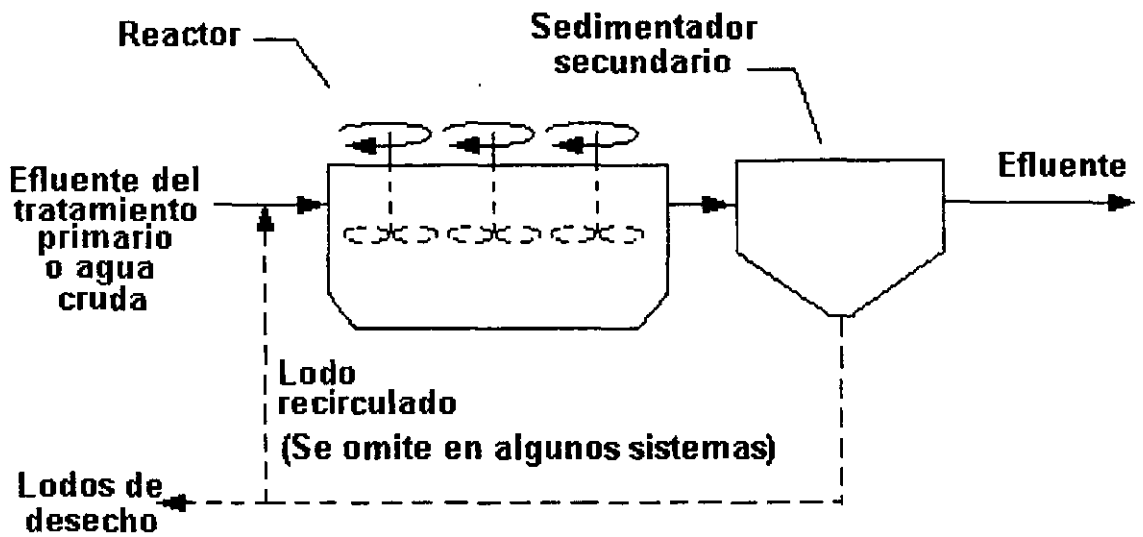 Reactor
Sedimentador
secundario
Efluente del
tratamiento
primario
o agua
cruda
Efluente
Lodo
recirculado
(Se omite en algunos sistemas)
Lodos de
desecho